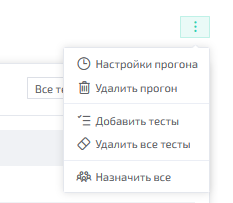 Все те
Настройки прогона
Удалить прогон
Добавить тесты
Удалить все тесты
Назначить все